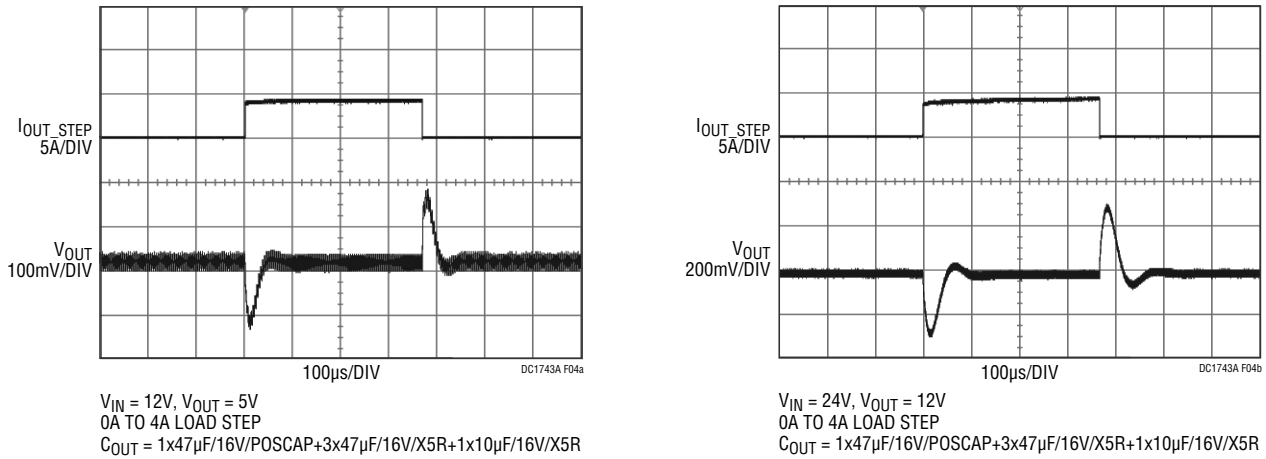 IOUT_STEP
5A/DIV
VOUT
100mV/DIV
100µs/DIV
DC1743A F04a
VIN = 12V, VOUT = 5V
0A TO 4A LOAD STEP
COUT = 1x47µF/16V/POSCAP+3x47µF/16V/X5R+1x10µF/16V/X5R
IOUT_STEP
5A/DIV
VOUT
200mV/DIV
100µs/DIV
DC1743A F04b
VIN = 24V, VOUT = 12V
0A TO 4A LOAD STEP
COUT = 1x47µF/16V/POSCAP+3x47µF/16V/X5R+1x10µF/16V/X5R